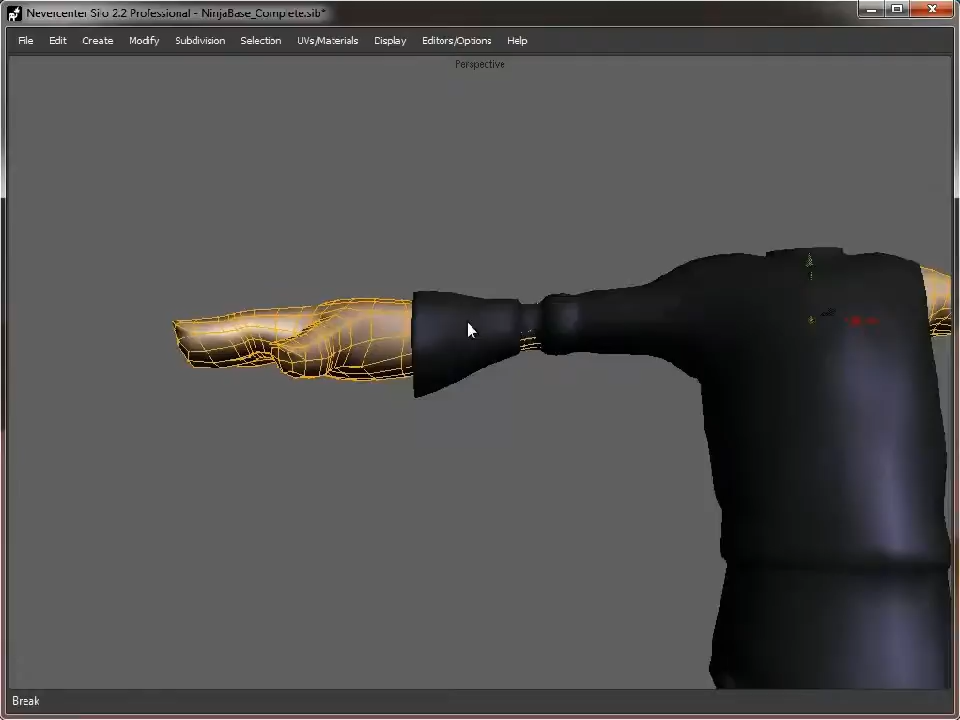 Nevercenter Silo 2.2 Professional - NinjaBase_Complete.sib*
File Edit Create Modify Subdivision Selection UVs/Materials Display Editors/Options Help
Perspective
Break